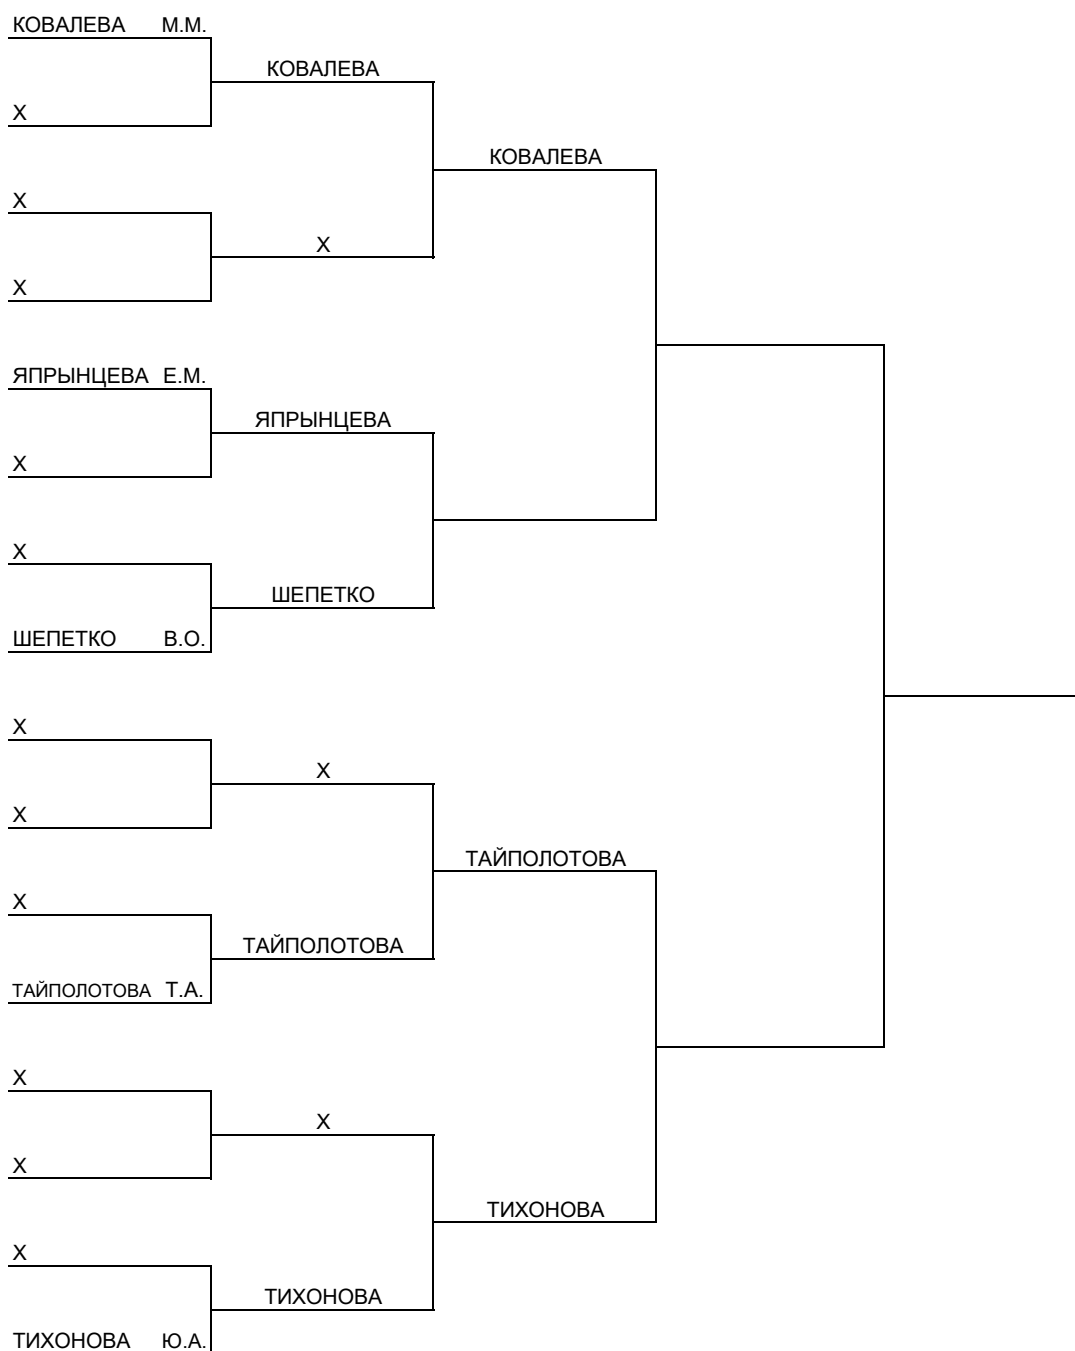 КОВАЛЕВА М.М.
КОВАЛЕВА
Х
КОВАЛЕВА
Х
Х
Х
ЯПРЫНЦЕВА Е.М.
ЯПРЫНЦЕВА
Х
Х
ШЕПЕТКО
ШЕПЕТКО В.О.
Х
Х
Х
ТАЙПОЛОТОВА
Х
ТАЙПОЛОТОВА
ТАЙПОЛОТОВА Т.А.
Х
Х
Х
ТИХОНОВА
Х
ТИХОНОВА
ТИХОНОВА Ю.А.